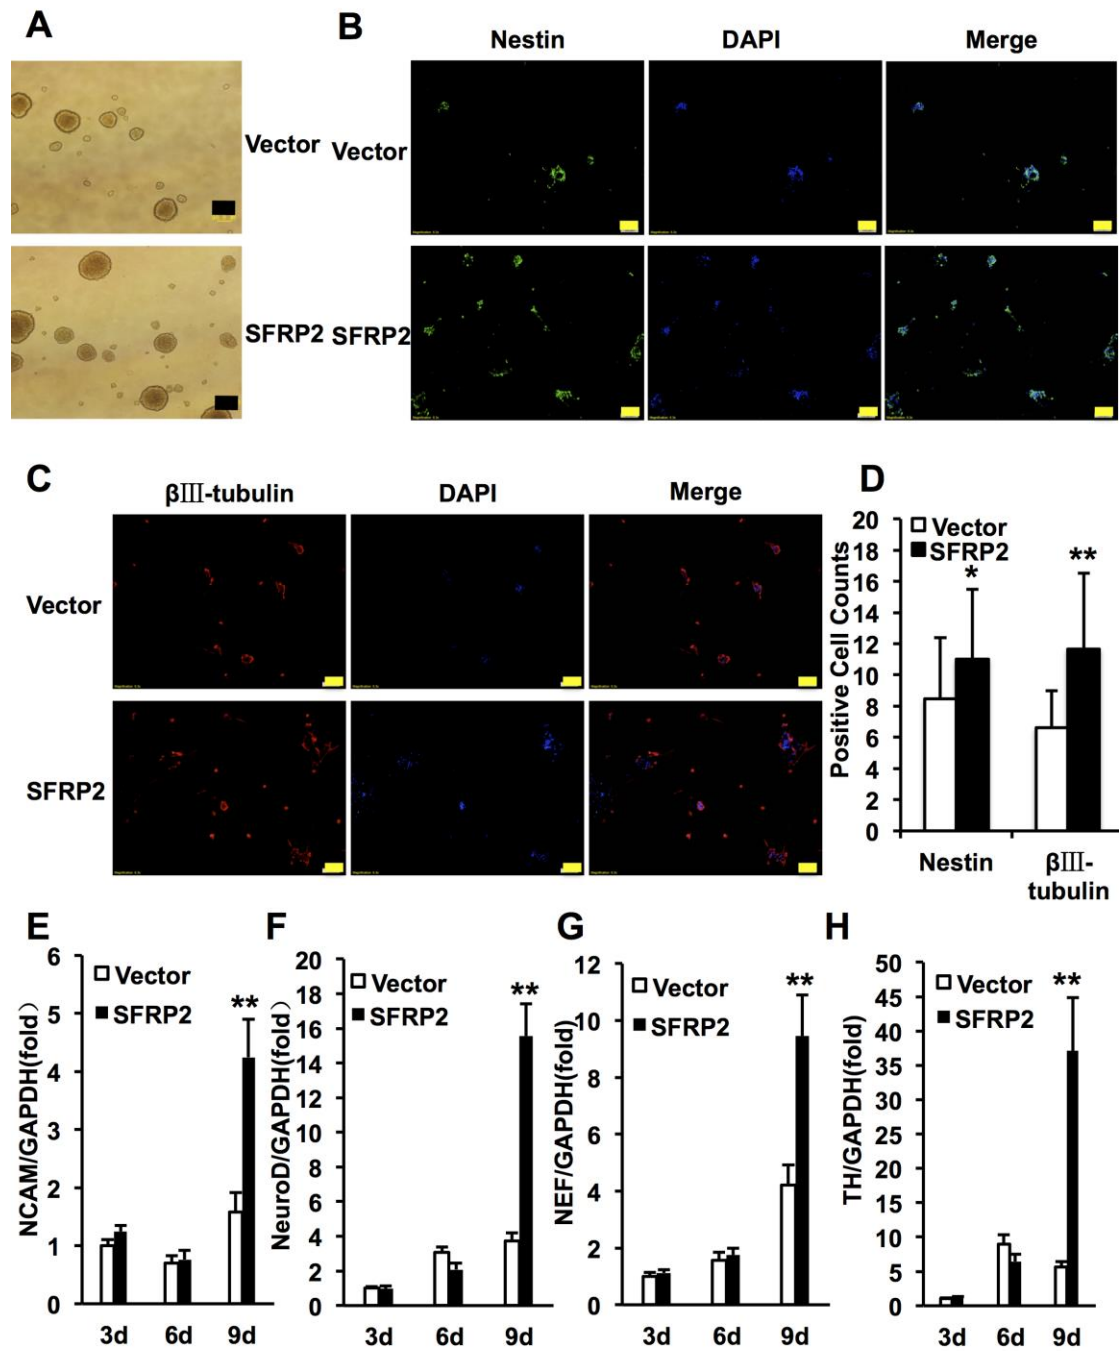 A
B
Nestin
DAPI
Merge
Vector
Vector
SFRP2
SFRP2
C
βⅢ-tubulin
DAPI
Merge
Vector
SFRP2
D
20
18
16
14
12
10
8
6
4
2
0
Positive Cell Counts
Vector
SFRP2
*
**
Nestin
βⅢ-
tubulin
E
6
5
4
3
2
1
0
NCAM/GAPDH(fold)
Vector
SFRP2
**
3d 6d 9d
F
20
18
16
14
12
10
8
6
4
2
0
NeuroD/GAPDH(fold)
Vector
SFRP2
**
3d 6d 9d
G
12
10
8
6
4
2
0
NEF/GAPDH(fold)
Vector
SFRP2
**
3d 6d 9d
H
50
45
40
35
30
25
20
15
10
5
0
TH/GAPDH(fold)
Vector
SFRP2
**
3d 6d 9d